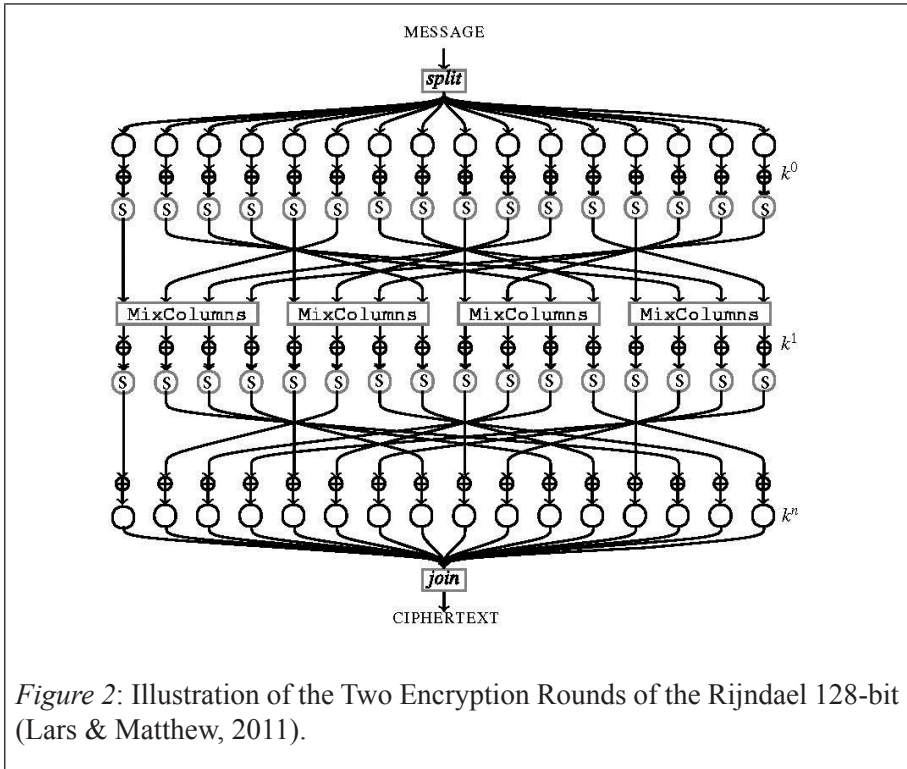 MESSAGE
split
k⁰
S S S S S S S S S S S S S S S S
MixColumns MixColumns MixColumns MixColumns
k¹
S S S S S S S S S S S S S S S S
kⁿ
join
CIPHERTEXT
Figure 2: Illustration of the Two Encryption Rounds of the Rijndael 128-bit
(Lars & Matthew, 2011).